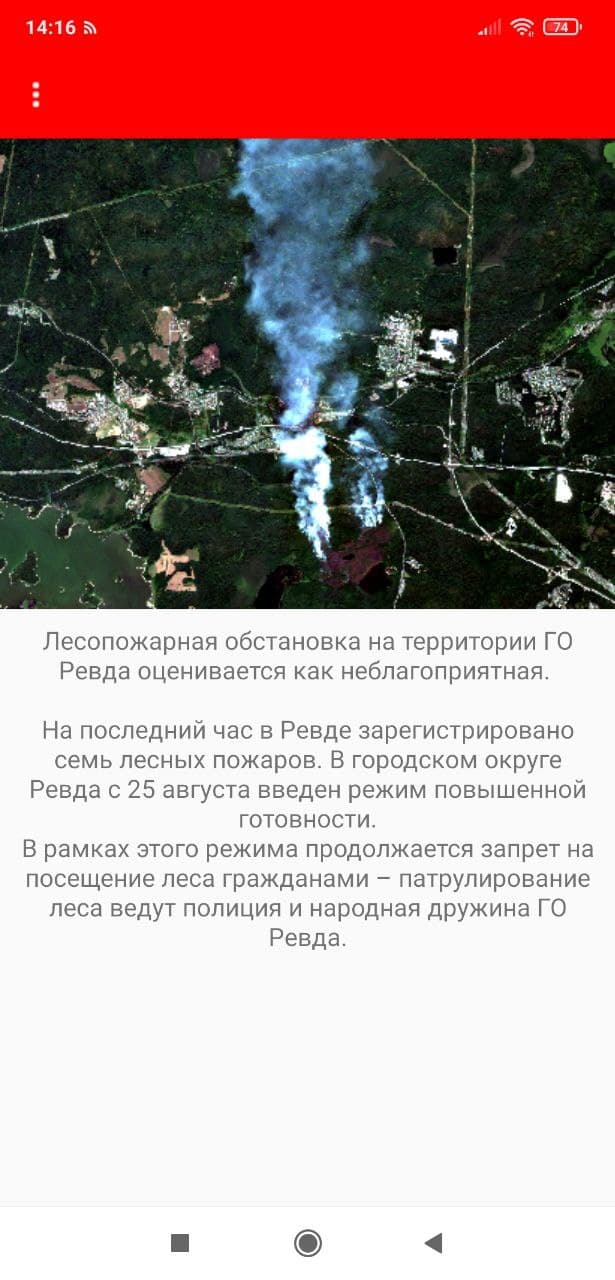 14:16
74
Лесопожарная обстановка на территории ГО
Ревда оценивается как неблагоприятная.
На последний час в Ревде зарегистрировано
семь лесных пожаров. В городском округе
Ревда с 25 августа введен режим повышенной
готовности.
В рамках этого режима продолжается запрет на
посещение леса гражданами – патрулирование
леса ведут полиция и народная дружина ГО
Ревда.